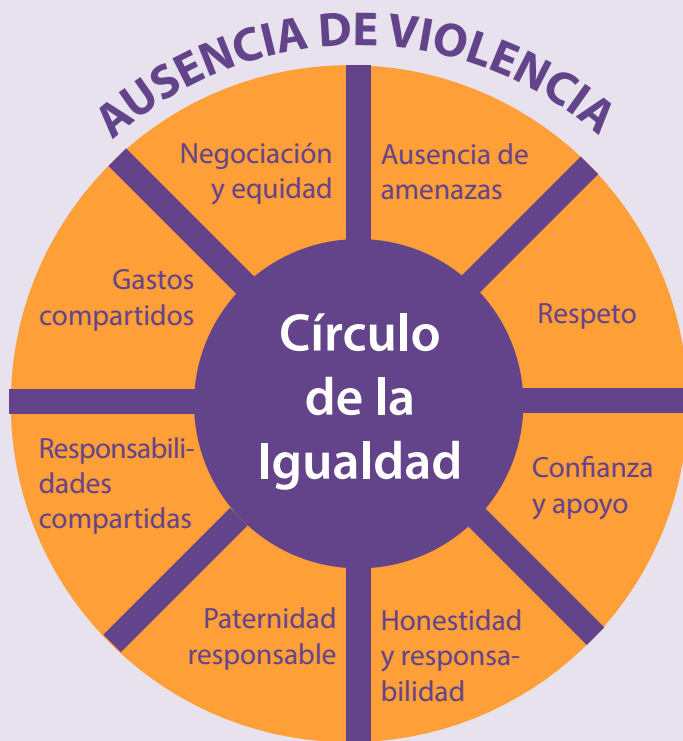 AUSENCIA DE VIOLENCIA
Negociación
y equidad
Ausencia de
amenazas
Gastos
compartidos
Respeto
Círculo
de la
Igualdad
Responsabili-
dades
compartidas
Confianza
y apoyo
Paternidad
responsable
Honestidad
y responsa-
bilidad